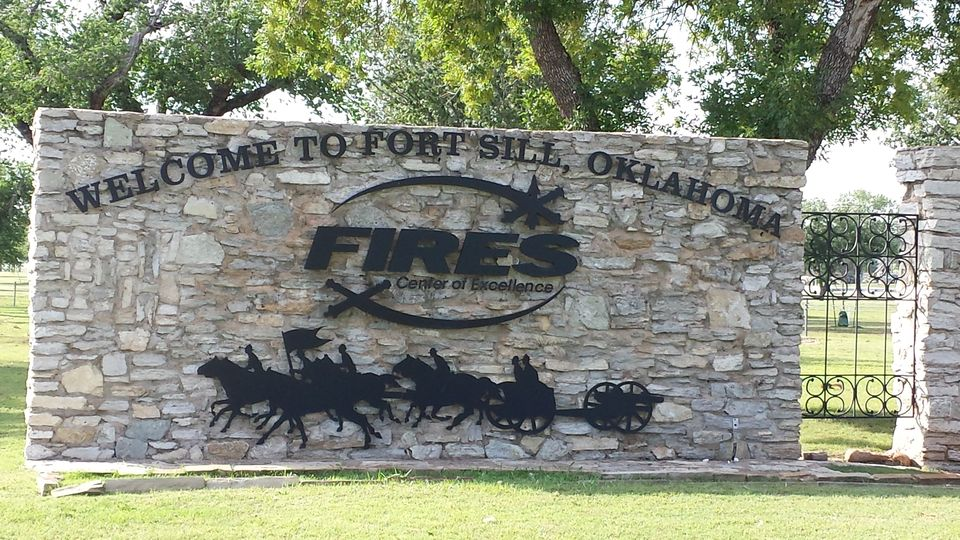 WELCOME TO FORT SILL, OKLAHOMA
FIRES
Center of Excellence